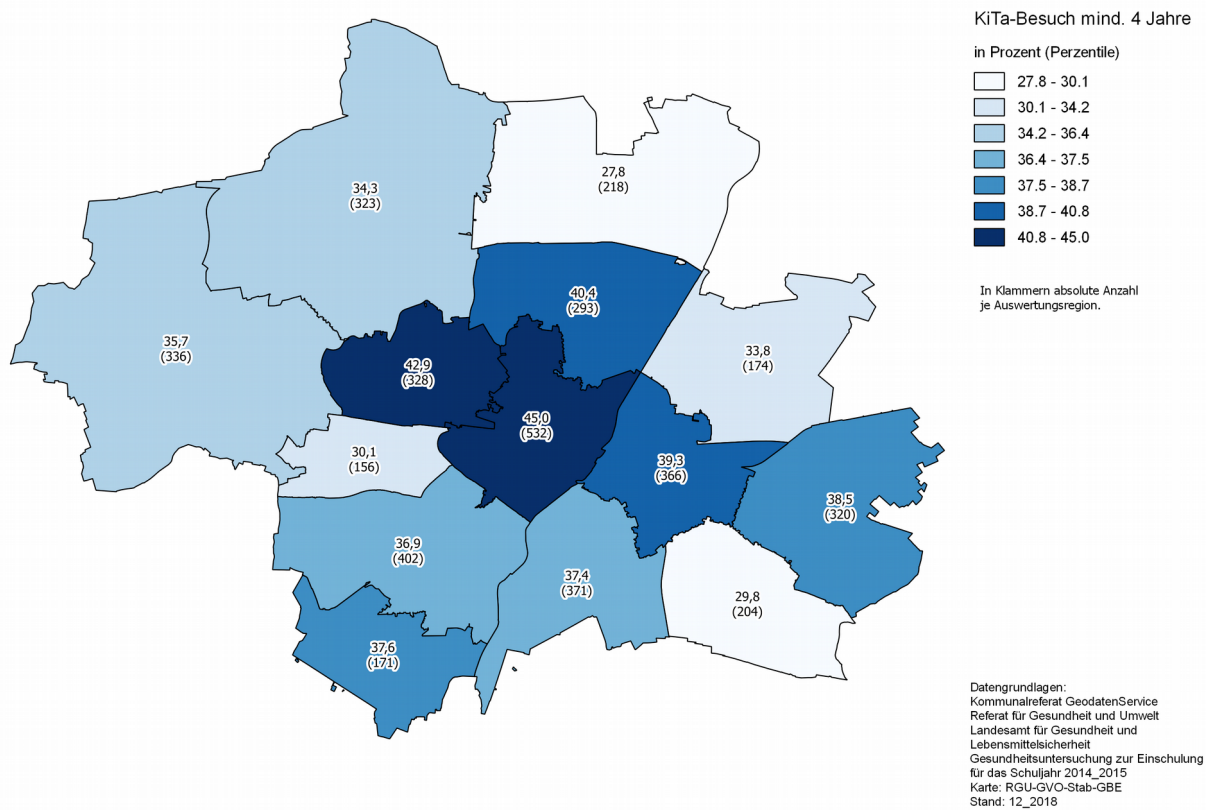 KiTa-Besuch mind. 4 Jahre
in Prozent (Perzentile)
27.8 - 30.1
30.1 - 34.2
34.2 - 36.4
36.4 - 37.5
37.5 - 38.7
38.7 - 40.8
40.8 - 45.0
In Klammern absolute Anzahl
je Auswertungsregion.
34,3
(323)
27,8
(218)
40,4
(293)
35,7
(336)
42,9
(328)
33,8
(174)
45,0
(532)
30,1
(156)
39,3
(366)
38,5
(320)
36,9
(402)
37,4
(371)
29,8
(204)
37,6
(171)
Datengrundlagen:
Kommunalreferat GeodatenService
Referat für Gesundheit und Umwelt
Landesamt für Gesundheit und
Lebensmittelsicherheit
Gesundheitsuntersuchung zur Einschulung
für das Schuljahr 2014_2015
Karte: RGU-GVO-Stab-GBE
Stand: 12_2018